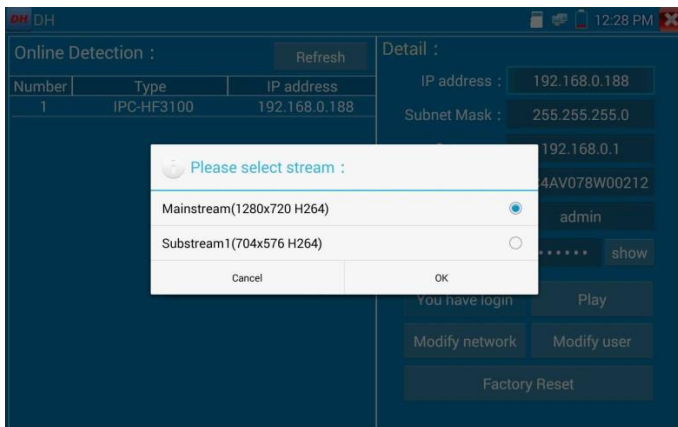 DH DH 12:28 PM
Online Detection :
Refresh
Number Type IP address
1 IPC-HF3100 192.168.0.188
Detail :
IP address : 192.168.0.188
Subnet Mask : 255.255.255.0
192.168.0.1
4AV078W00212
admin
show
Please select stream :
Mainstream(1280x720 H264)
Substream1(704x576 H264)
Cancel OK
You have login Play
Modify network Modify user
Factory Reset